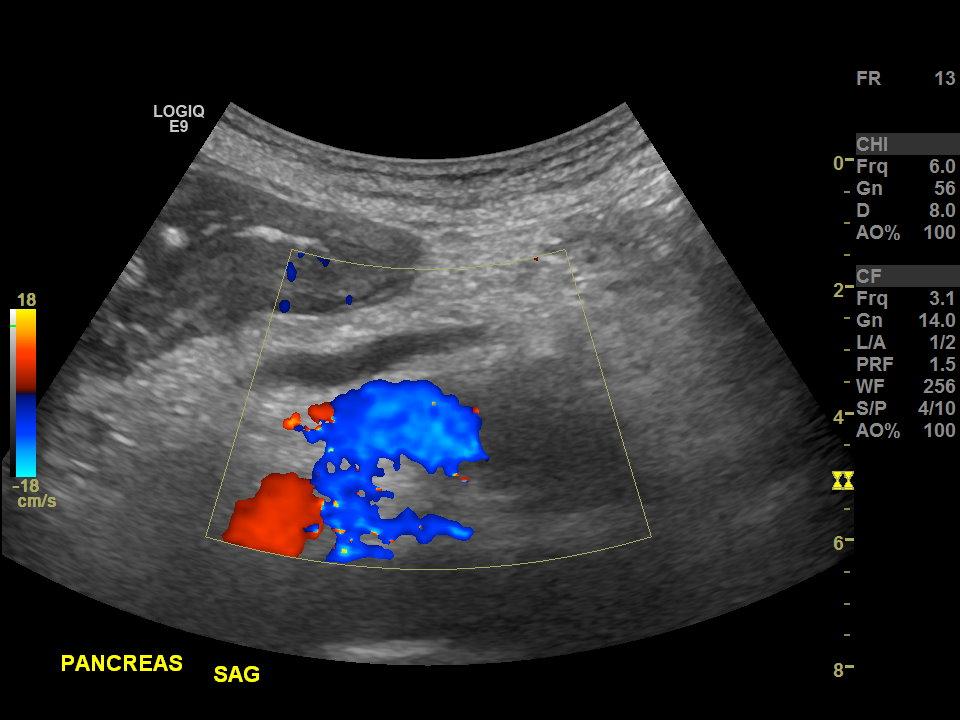 LOGIQ
E9
FR 13
CHI
Frq 6.0
Gn 56
D 8.0
AO% 100
CF
Frq 3.1
Gn 14.0
L/A 1/2
PRF 1.5
WF 256
S/P 4/10
AO% 100
0
2
4
6
8
18
-18
cm/s
PANCREAS
SAG